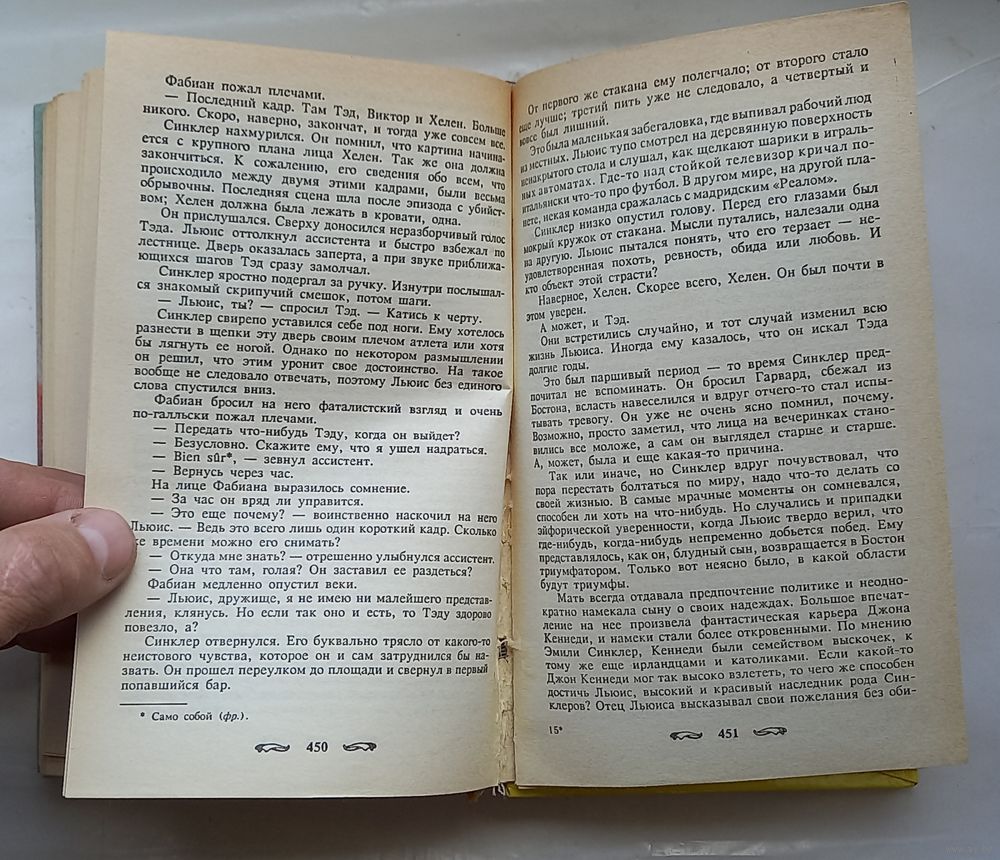 Фабиан пожал плечами.
— Последний кадр. Там Тэд, Виктор и Хелен. Больше
никого. Скоро, наверно, закончат, и тогда уже совсем все.
Синклер нахмурился. Он помнил, что картина начина-
ется с крупного плана лица Хелен. Так же она должна
закончиться. К сожалению, его сведения обо всем, что
происходило между двумя этими кадрами, были весьма
обрывочны. Последняя сцена шла после эпизода с убийст-
вом; Хелен должна была лежать в кровати, одна.
Он прислушался. Сверху доносился неразборчивый голос
Тэда. Льюис оттолкнул ассистента и быстро взбежал по
лестнице. Дверь оказалась заперта, а при звуке приближа-
ющихся шагов Тэд сразу замолчал.
Синклер яростно подергал за ручку. Изнутри послышал-
ся знакомый скрипучий смешок, потом шаги.
— Льюис, ты? — спросил Тэд. — Катись к черту.
Синклер свирепо уставился себе под ноги. Ему хотелось
разнести в щепки эту дверь своим плечом атлета или хотя
бы лягнуть ее ногой. Однако по некотором размышлении
он решил, что этим уронит свое достоинство. На такое
вообще не следовало отвечать, поэтому Льюис без единого
слова спустился вниз.
Фабиан бросил на него фаталистский взгляд и очень
по-галльски пожал плечами.
— Передать что-нибудь Тэду, когда он выйдет?
— Безусловно. Скажите ему, что я ушел надраться.
— Bien sûr*, — зевнул ассистент.
— Вернусь через час.
На лице Фабиана выразилось сомнение.
— За час он вряд ли управится.
— Это еще почему? — воинственно наскочил на него
Льюис. — Ведь это всего лишь один короткий кадр. Сколько
же времени можно его снимать?
— Откуда мне знать? — отрешенно улыбнулся ассистент.
— Она что там, голая? Он заставил ее раздеться?
Фабиан медленно опустил веки.
— Льюис, дружище, я не имею ни малейшего представ-
ления, клянусь. Но если так оно и есть, то Тэду здорово
повезло, а?
Синклер отвернулся. Его буквально трясло от какого-то
неистового чувства, которое он и сам затруднился бы на-
звать. Он прошел переулком до площади и свернул в первый
попавшийся бар.
* Само собой (фр.).
450
От первого же стакана ему полегчало; от второго стало
еще лучше; третий пить уже не следовало, а четвертый и
вовсе был лишний.
Это была маленькая забегаловка, где выпивал рабочий люд
из местных. Льюис тупо смотрел на деревянную поверхность
ненакрытого стола и слушал, как щелкают шарики в играль-
ных автоматах. Где-то над стойкой телевизор кричал по-
итальянски что-то про футбол. В другом мире, на другой пла-
нете, некая команда сражалась с мадридским «Реалом».
Синклер низко опустил голову. Перед его глазами был
мокрый кружок от стакана. Мысли путались, налезали одна
на другую. Льюис пытался понять, что его терзает — не-
удовлетворенная похоть, ревность, обида или любовь. И
кто объект этой страсти?
Наверное, Хелен. Скорее всего, Хелен. Он был почти в
этом уверен.
А может, и Тэд.
Они встретились случайно, и тот случай изменил всю
жизнь Льюиса. Иногда ему казалось, что он искал Тэда
долгие годы.
Это был паршивый период — то время Синклер пред-
почитал не вспоминать. Он бросил Гарвард, сбежал из
Бостона, всласть навеселился и вдруг отчего-то стал испы-
тывать тревогу. Он уже не очень ясно помнил, почему.
Возможно, просто заметил, что лица на вечеринках стано-
вились все моложе, а сам он выглядел старше и старше.
А, может, была и еще какая-то причина.
Так или иначе, но Синклер вдруг почувствовал, что
пора перестать болтаться по миру, надо что-то делать со
своей жизнью. В самые мрачные моменты он сомневался,
способен ли хоть на что-нибудь. Но случались и припадки
эйфорической уверенности, когда Льюис твердо верил, что
где-нибудь, когда-нибудь непременно добьется побед. Ему
представлялось, как он, блудный сын, возвращается в Бостон
триумфатором. Только вот неясно было, в какой области
будут триумфы.
Мать всегда отдавала предпочтение политике и неодно-
кратно намекала сыну о своих надеждах. Большое впечат-
ление на нее произвела фантастическая карьера Джона
Кеннеди, и намеки стали более откровенными. По мнению
Эмили Синклер, Кеннеди были семейством выскочек, к
тому же еще ирландцами и католиками. Если какой-то
Джон Кеннеди мог так высоко взлететь, то чего же способен
достичь Льюис, высокий и красивый наследник рода Син-
клеров? Отец Льюиса высказывал свои пожелания без оби-
15*
451